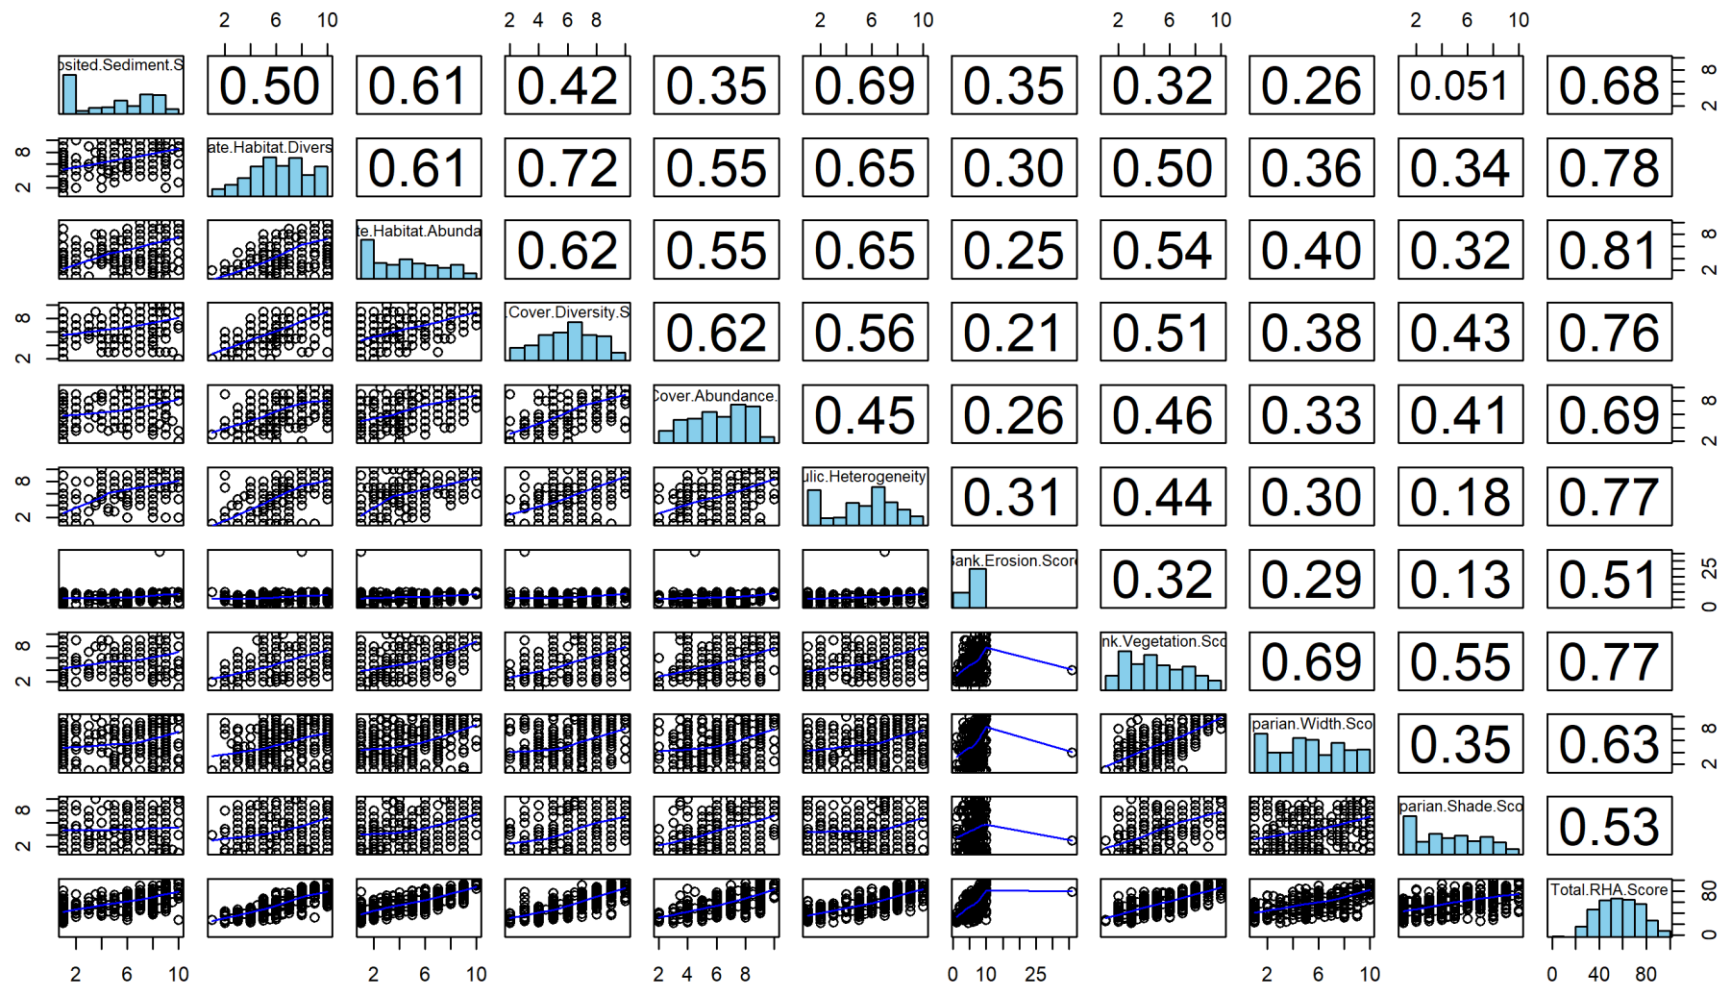 2 6 10 2 4 6 8 2 6 10 2 6 10 2 6 10
osited.Sediment.S 0.50 0.61 0.42 0.35 0.69 0.35 0.32 0.26 0.051 0.68 2 8
8 2 ate.Habitat.Divers 0.61 0.72 0.55 0.65 0.30 0.50 0.36 0.34 0.78
te.Habitat.Abunda 0.62 0.55 0.65 0.25 0.54 0.40 0.32 0.81 2 8
8 2 .Cover.Diversity.S 0.62 0.56 0.21 0.51 0.38 0.43 0.76
Cover.Abundance. 0.45 0.26 0.46 0.33 0.41 0.69 2 8
8 2 ulic.Heterogeneity 0.31 0.44 0.30 0.18 0.77
Bank.Erosion.Score 0.32 0.29 0.13 0.51 0 25
8 2 nk.Vegetation.Sco 0.69 0.55 0.77
parian.Width.Sco 0.35 0.63 2 8
8 2 parian.Shade.Sco 0.53
Total.RHA.Score 0 80
2 6 10 2 6 10 2 4 6 8 0 10 25 2 6 10 0 40 80